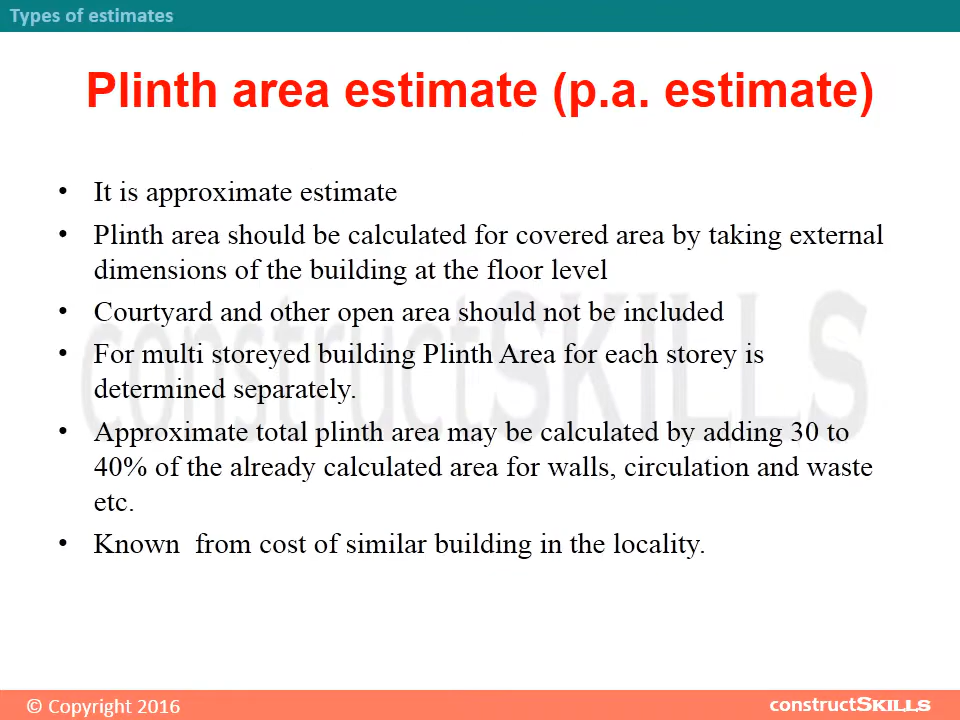 Types of estimates
Plinth area estimate (p.a. estimate)
• It is approximate estimate
• Plinth area should be calculated for covered area by taking external
dimensions of the building at the floor level
• Courtyard and other open area should not be included
• For multi storeyed building Plinth Area for each storey is
determined separately.
• Approximate total plinth area may be calculated by adding 30 to
40% of the already calculated area for walls, circulation and waste
etc.
• Known from cost of similar building in the locality.
constructSKILLS
© Copyright 2016
constructSKILLS